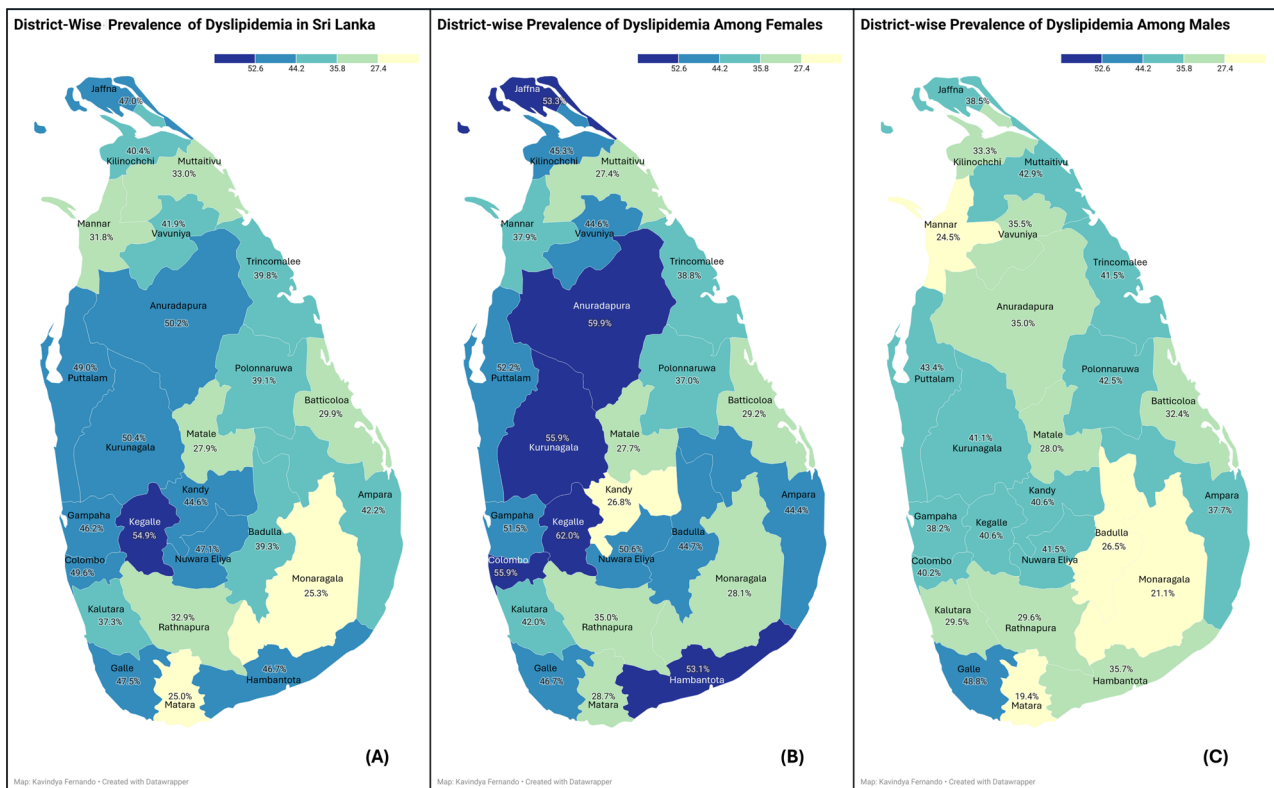 District-Wise Prevalence of Dyslipidemia in Sri Lanka
52.6 44.2 35.8 27.4
Jaffna
47.0%
40.4%
Kilinochchi
Muttaitivu
33.0%
Mannar
31.8%
41.9%
Vavuniya
Trincomalee
39.8%
Anuradapura
50.2%
49.0%
Puttalam
Polonnaruwa
39.1%
Batticoloa
29.9%
50.4%
Kurunagala
Matale
27.9%
Kandy
44.6%
Ampara
42.2%
Gampaha
46.2%
Kegalle
54.9%
Badulla
39.3%
47.1%
Nuwara Eliya
Colombo
49.6%
Monaragala
25.3%
Kalutara
37.3%
32.9%
Rathnapura
Galle
47.5%
46.7%
Hambantota
25.0%
Matara
(A)
Map: Kavindya Fernando • Created with Datawrapper
District-wise Prevalence of Dyslipidemia Among Females
52.6 44.2 35.8 27.4
Jaffna
53.3%
45.3%
Kilinochchi
Muttaitivu
27.4%
Mannar
37.9%
44.6%
Vavuniya
Trincomalee
38.8%
Anuradapura
59.9%
52.2%
Puttalam
Polonnaruwa
37.0%
Batticoloa
29.2%
55.9%
Kurunagala
Matale
27.7%
Kandy
26.8%
Ampara
44.4%
Gampaha
51.5%
Kegalle
62.0%
Badulla
44.7%
50.6%
Nuwara Eliya
Colombo
55.9%
Monaragala
28.1%
Kalutara
42.0%
35.0%
Rathnapura
Galle
46.7%
53.1%
Hambantota
28.7%
Matara
(B)
Map: Kavindya Fernando • Created with Datawrapper
District-wise Prevalence of Dyslipidemia Among Males
52.6 44.2 35.8 27.4
Jaffna
38.5%
33.3%
Kilinochchi
Muttaitivu
42.9%
Mannar
24.5%
35.5%
Vavuniya
Trincomalee
41.5%
Anuradapura
35.0%
43.4%
Puttalam
Polonnaruwa
42.5%
Batticoloa
32.4%
41.1%
Kurunagala
Matale
28.0%
Kandy
40.6%
Ampara
37.7%
Gampaha
38.2%
Kegalle
40.6%
Badulla
26.5%
41.5%
Nuwara Eliya
Colombo
40.2%
Monaragala
21.1%
Kalutara
29.5%
29.6%
Rathnapura
Galle
48.8%
35.7%
Hambantota
19.4%
Matara
(C)
Map: Kavindya Fernando • Created with Datawrapper